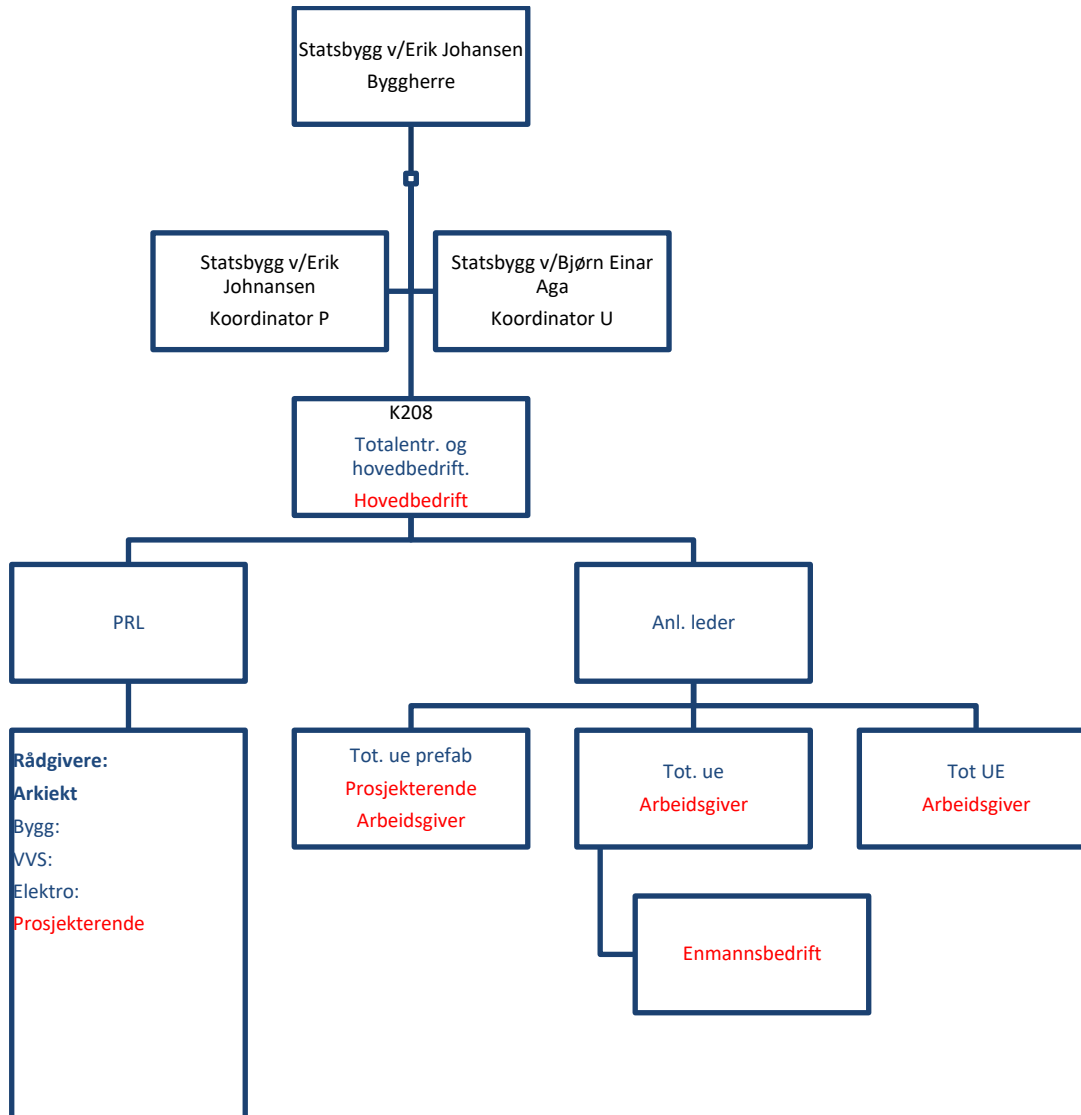 Statsbygg v/Erik Johansen
Byggherre
Statsbygg v/Erik
Johnansen
Koordinator P
Statsbygg v/Bjørn Einar
Aga
Koordinator U
K208
Totalentr. og
hovedbedrift.
Hovedbedrift
PRL
Anl. leder
Rådgivere:
Arkiekt
Bygg:
VVS:
Elektro:
Prosjekterende
Tot. ue prefab
Prosjekterende
Arbeidsgiver
Tot. ue
Arbeidsgiver
Tot UE
Arbeidsgiver
Enmannsbedrift